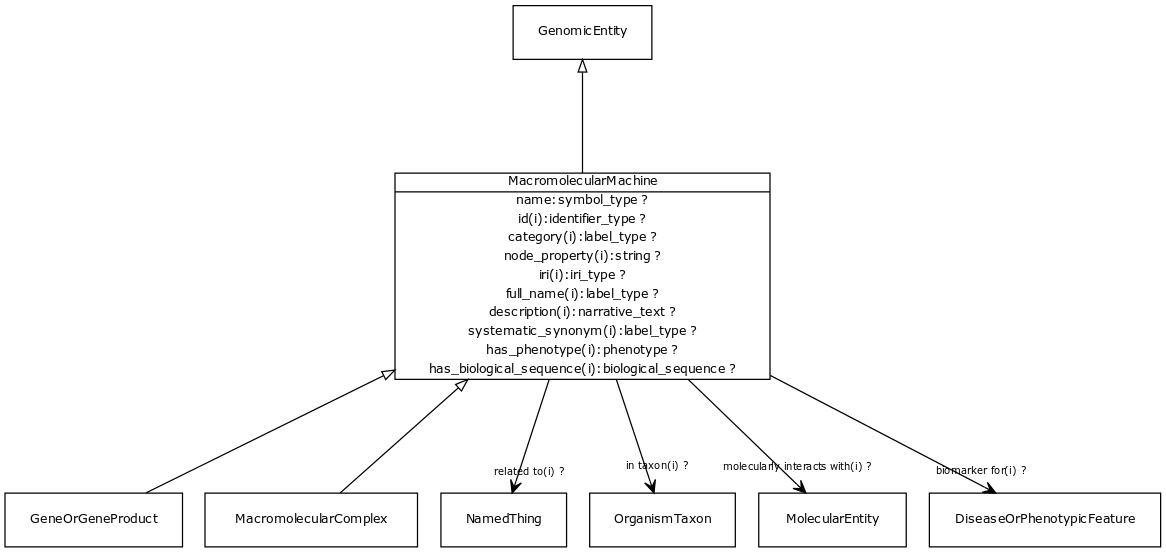 GenomicEntity
MacromolecularMachine
name:symbol_type ?
id(i):identifier_type ?
category(i):label_type ?
node_property(i):string ?
iri(i):iri_type ?
full_name(i):label_type ?
description(i):narrative_text ?
systematic_synonym(i):label_type ?
has_phenotype(i):phenotype ?
has_biological_sequence(i):biological_sequence ?
related to(i) ?
in taxon(i) ?
molecularly interacts with(i) ?
biomarker for(i) ?
GeneOrGeneProduct
MacromolecularComplex
NamedThing
OrganismTaxon
MolecularEntity
DiseaseOrPhenotypicFeature